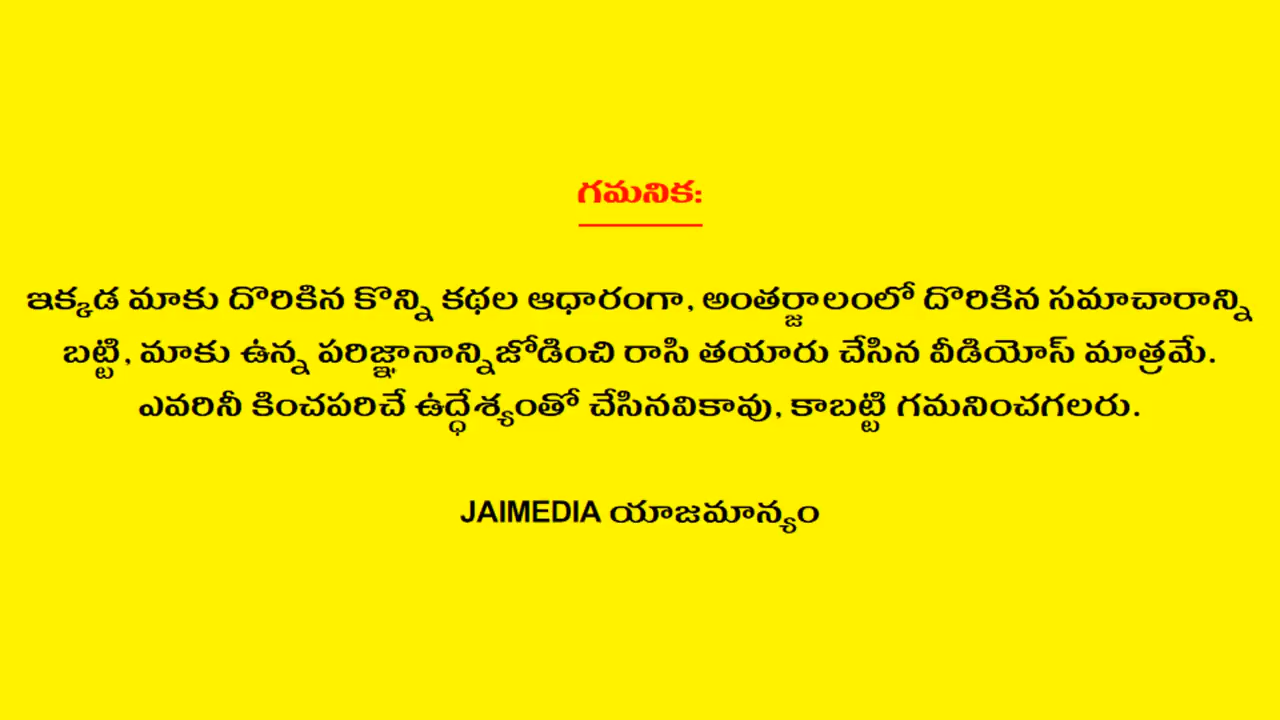 గమనిక:
ఇక్కడ మాకు దొరికిన కొన్ని కథల ఆధారంగా, అంతర్జాలంలో దొరికిన సమాచారాన్ని
బట్టి, మాకు ఉన్న పరిజ్ఞానాన్నిజోడించి రాసి తయారు చేసిన వీడియోస్ మాత్రమే.
ఎవరినీ కించపరిచే ఉద్ధేశ్యంతో చేసినవికావు, కాబట్టి గమనించగలరు.
JAIMEDIA యాజమాన్యం